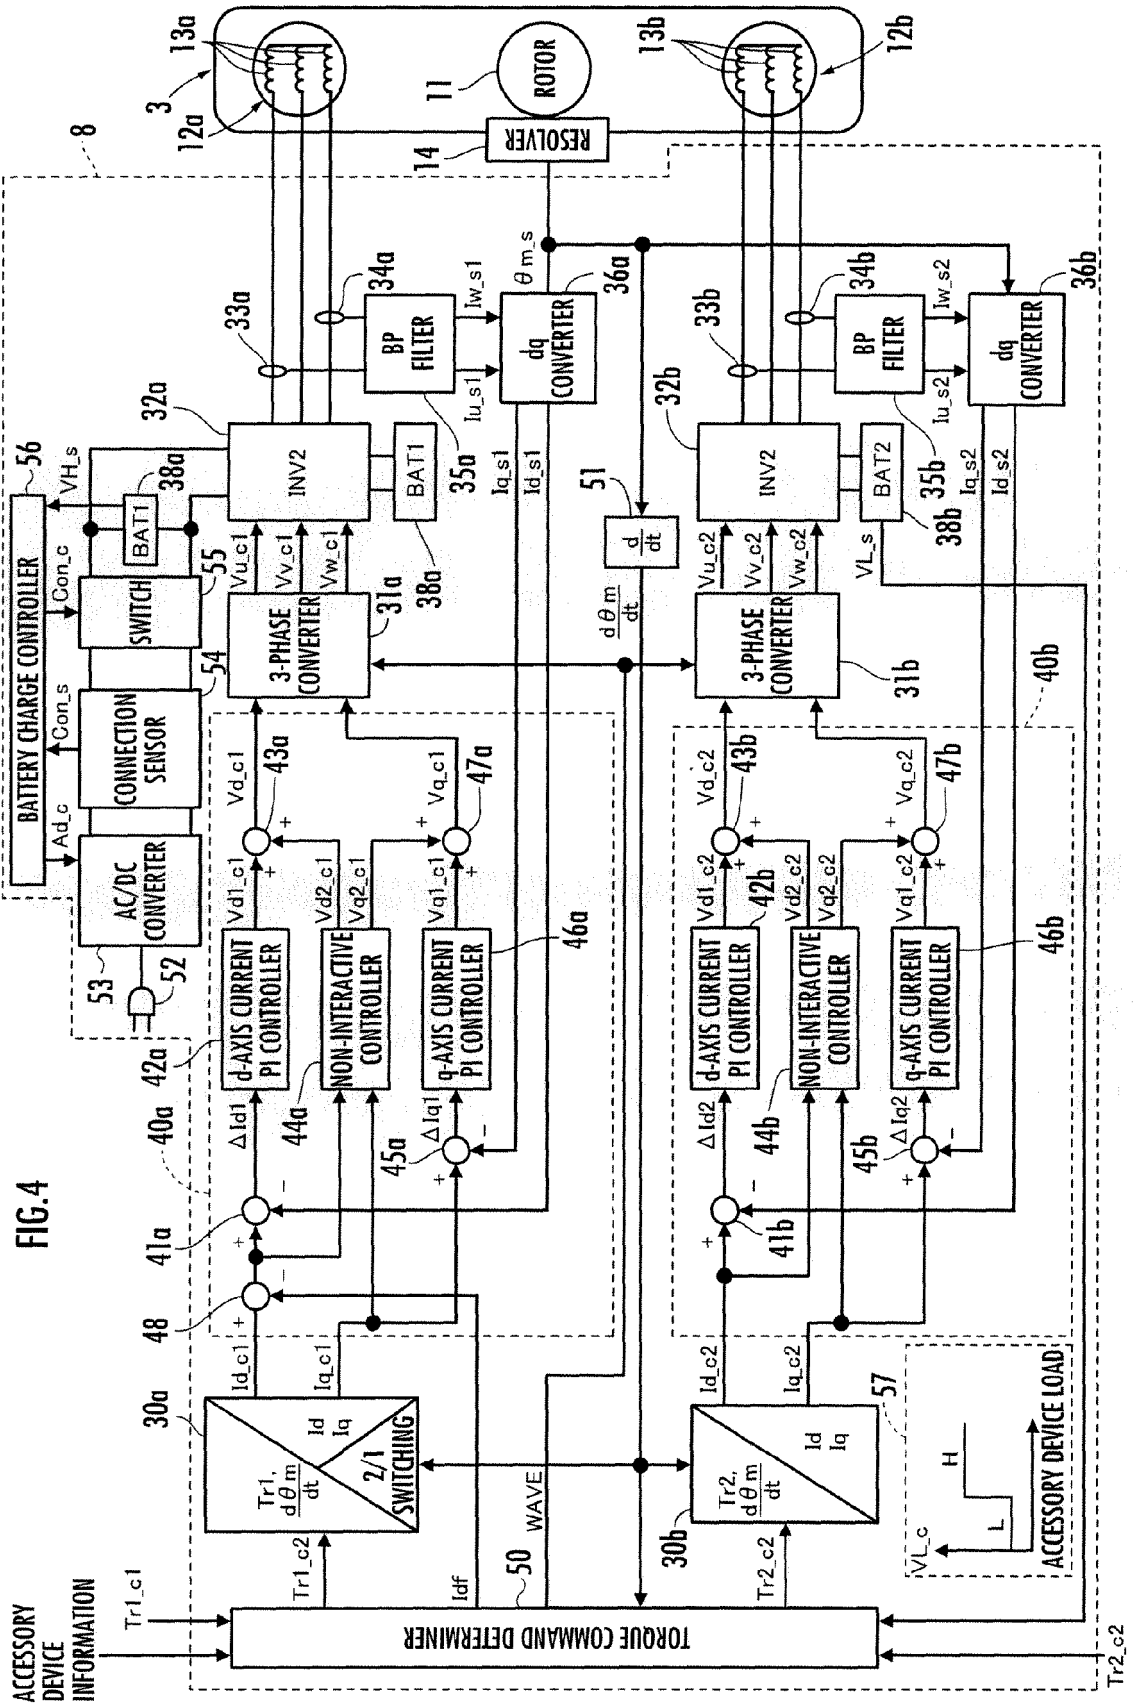 FIG.4
ACCESSORY
DEVICE
INFORMATION
Tr1_c1
TORQUE COMMAND DETERMINER
50
Tr1_c2
Idf
WAVE
Tr2_c2
Tr2_c2
30a
Tr1,
dθm
dt
Id
Iq
2/1
SWITCHING
30b
Tr2,
dθm
dt
Id
Iq
57
VL_c
L
H
ACCESSORY DEVICE LOAD
Id_c1
Iq_c1
48
+
-
40a
41a
+
-
ΔId1
42a
d-AXIS CURRENT
PI CONTROLLER
44a
NON-INTERACTIVE
CONTROLLER
45a
+
-
ΔIq1
q-AXIS CURRENT
PI CONTROLLER
46a
Vd1_c1
Vd2_c1
Vq2_c1
Vq1_c1
+
+
+
+
43a
47a
Vd_c1
Vq_c1
3-PHASE
CONVERTER
31a
Vu_c1
Vv_c1
Vw_c1
INV2
32a
BAT1
38a
33a
34a
BP
FILTER
35a
Iu_s1
Iw_s1
dq
CONVERTER
36a
θm_s
Iq_s1
Id_s1
52
53
AC/DC
CONVERTER
CONNECTION
SENSOR
54
SWITCH
55
BAT1
38a
BATTERY CHARGE CONTROLLER
56
Ad_c
Con_s
Con_c
VH_s
8
3
12a
13a
11
ROTOR
14
RESOLVER
13b
12b
51
d
dt
dθm
dt
Id_c2
Iq_c2
40b
41b
+
-
ΔId2
d-AXIS CURRENT
PI CONTROLLER
42b
44b
NON-INTERACTIVE
CONTROLLER
45b
+
-
ΔIq2
q-AXIS CURRENT
PI CONTROLLER
46b
Vd1_c2
Vd2_c2
Vq2_c2
Vq1_c2
+
+
+
+
43b
47b
Vd_c2
Vq_c2
3-PHASE
CONVERTER
31b
Vu_c2
Vv_c2
Vw_c2
INV2
32b
BAT2
38b
VL_s
33b
34b
BP
FILTER
35b
Iu_s2
Iw_s2
dq
CONVERTER
36b
Iq_s2
Id_s2